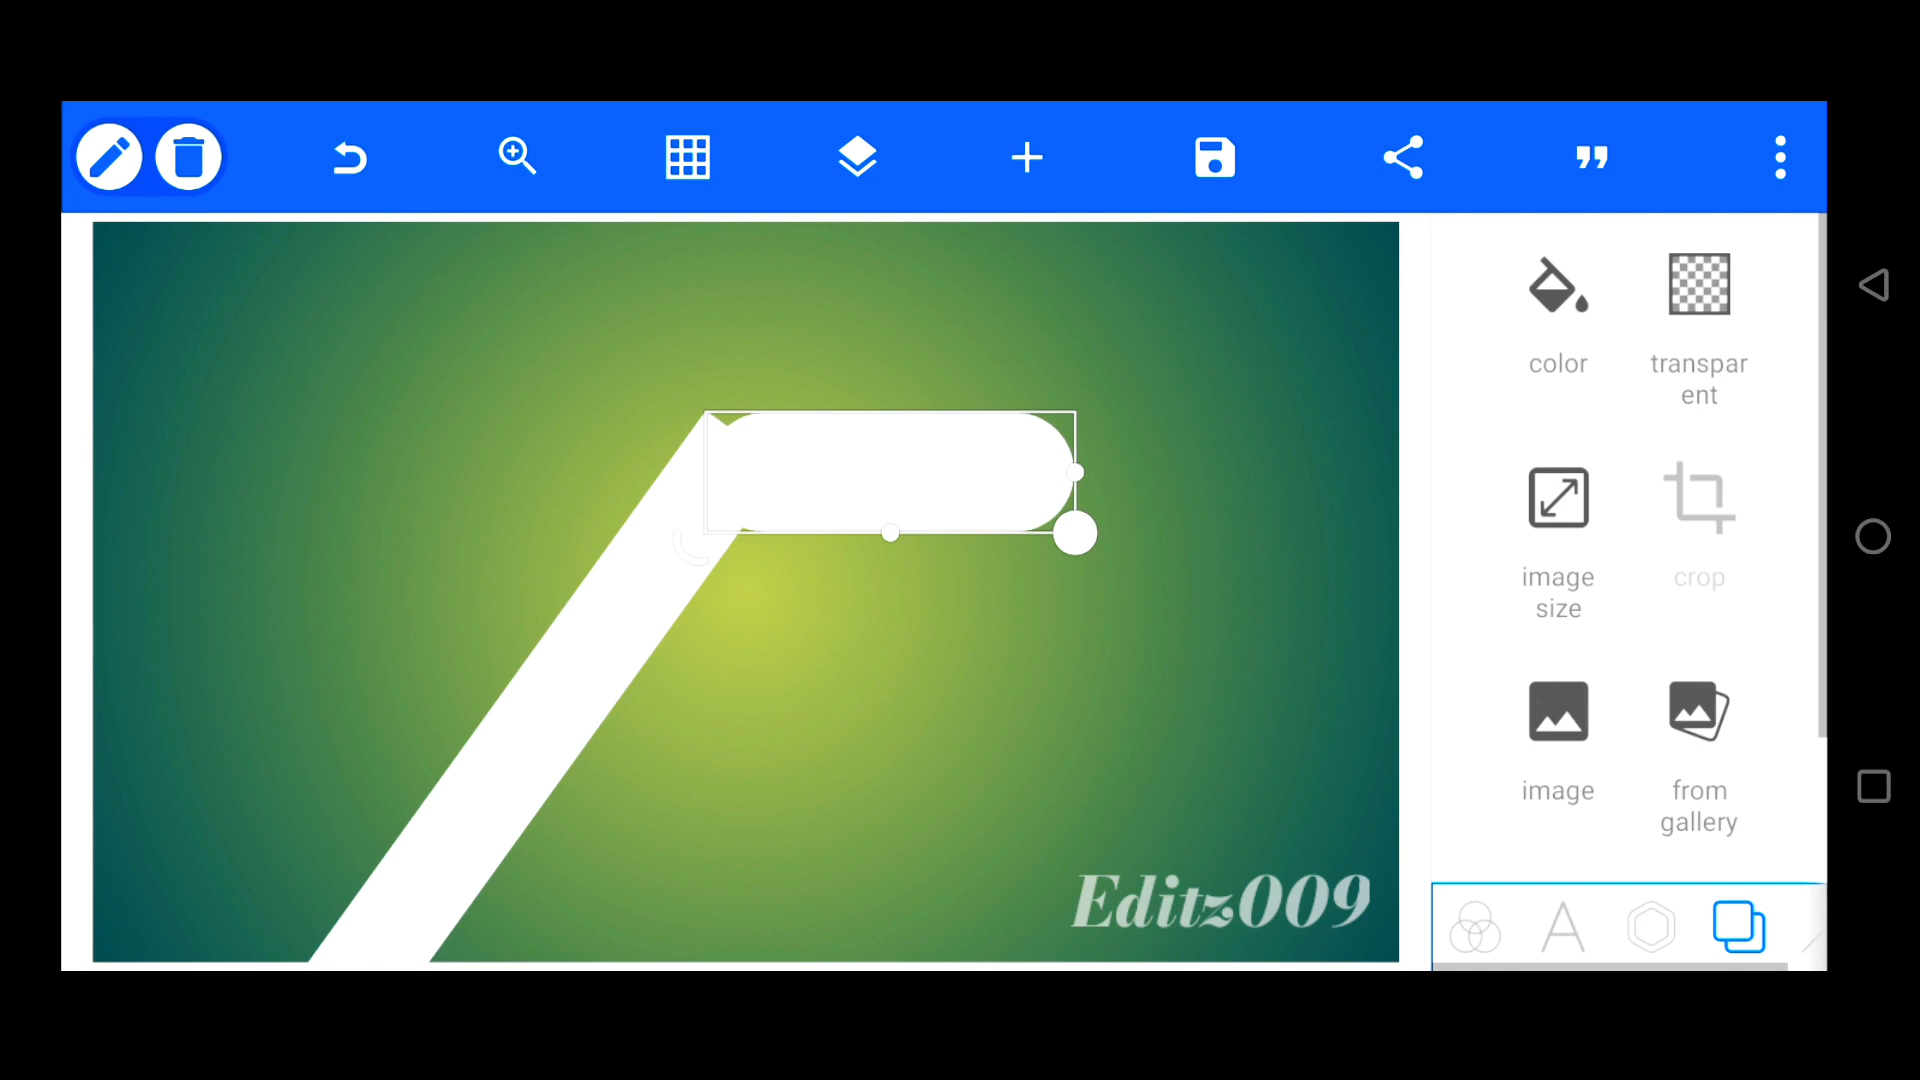 color
transpar
ent
image
size
crop
image
from
gallery
Editz009